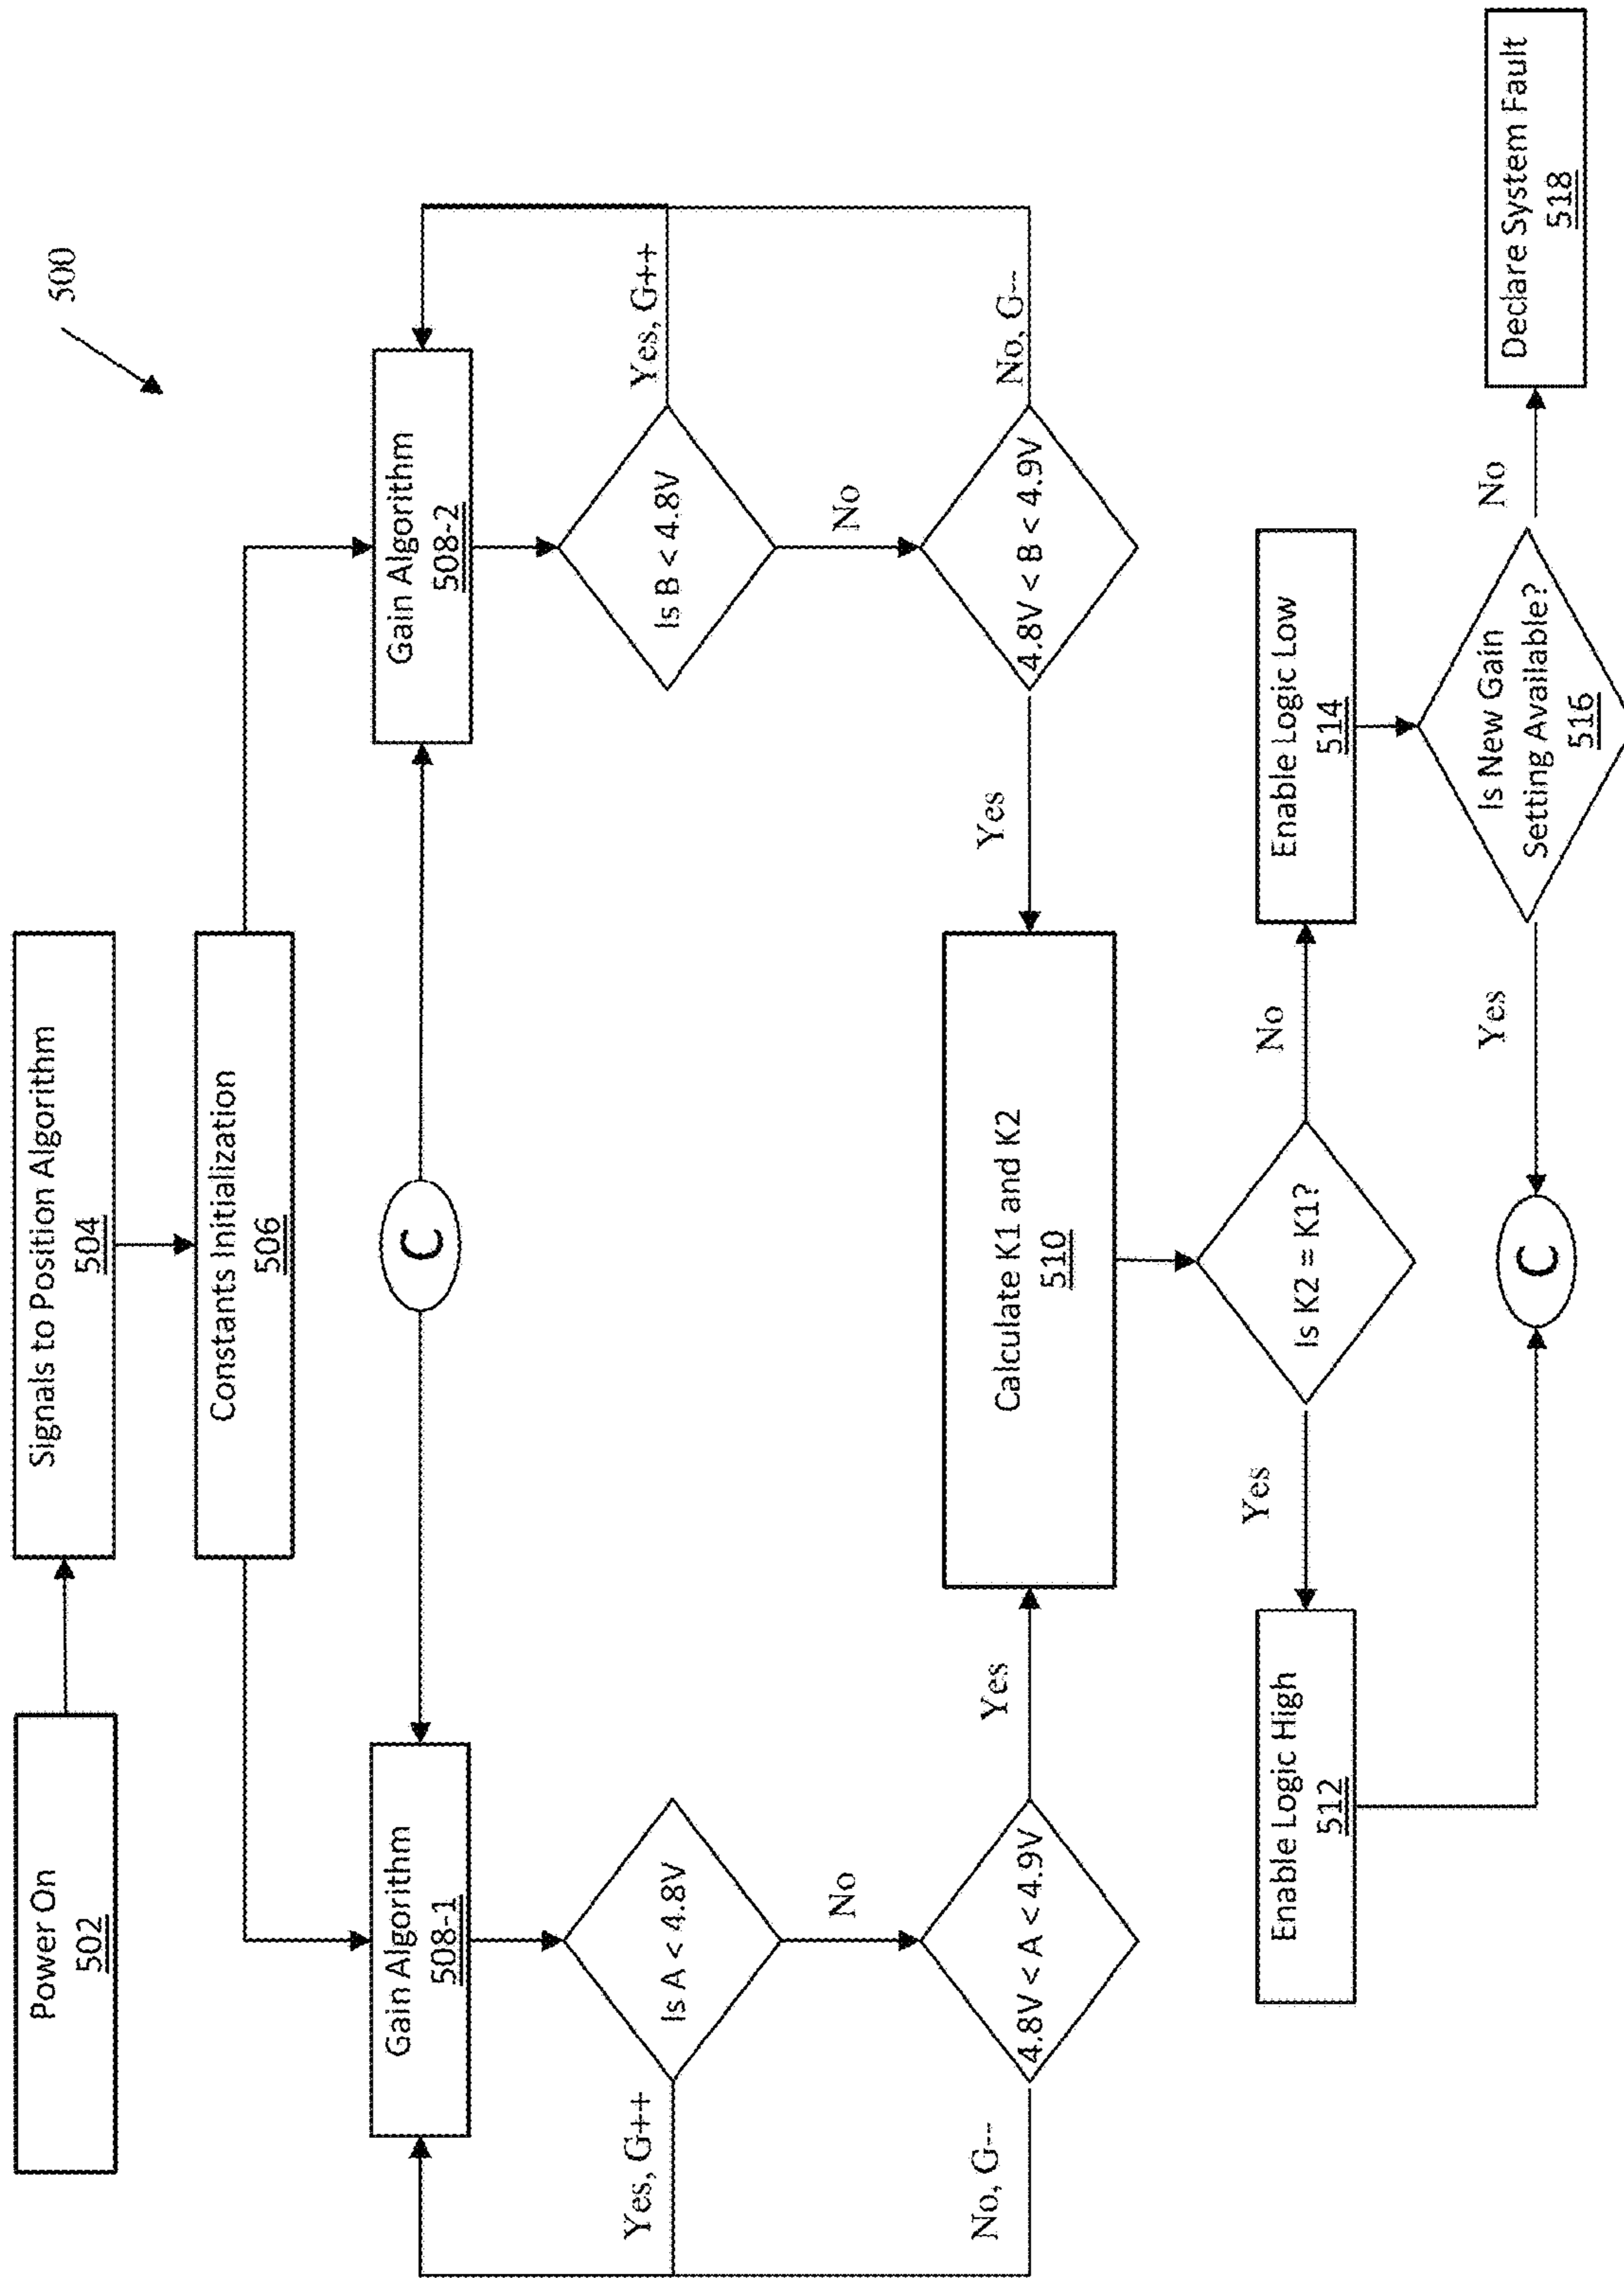 500
Power On
502
Signals to Position Algorithm
504
Constants Initialization
506
Gain Algorithm
508-1
C
Gain Algorithm
508-2
Yes, G++
Is A < 4.8V
Is B < 4.8V
Yes, G++
No
No
No, G--
4.8V < A < 4.9V
Yes
Calculate K1 and K2
510
Yes
4.8V < B < 4.9V
No, G--
Enable Logic High
512
Yes
Is K2 = K1?
No
Enable Logic Low
514
C
Yes
Is New Gain
Setting Available?
516
No
Declare System Fault
518